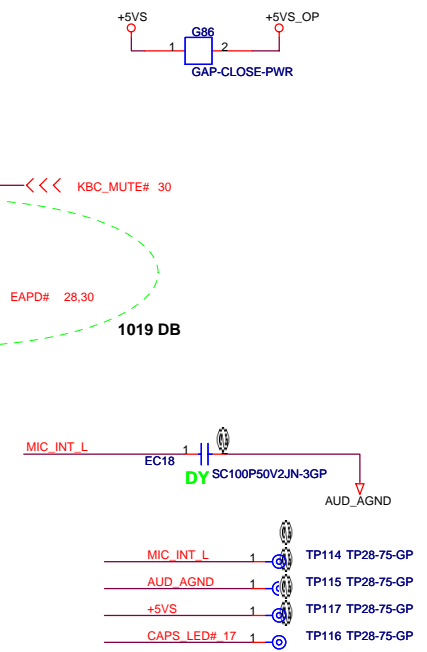 +5VS +5VS_OP
G86
1 2
GAP-CLOSE-PWR
KBC_MUTE# 30
EAPD# 28,30
1019 DB
MIC_INT_L 1
EC18 SC100P50V2JN-3GP
DY
AUD_AGND
MIC_INT_L 1 TP114 TP28-75-GP
AUD_AGND 1 TP115 TP28-75-GP
+5VS 1 TP117 TP28-75-GP
CAPS_LED#_17 1 TP116 TP28-75-GP